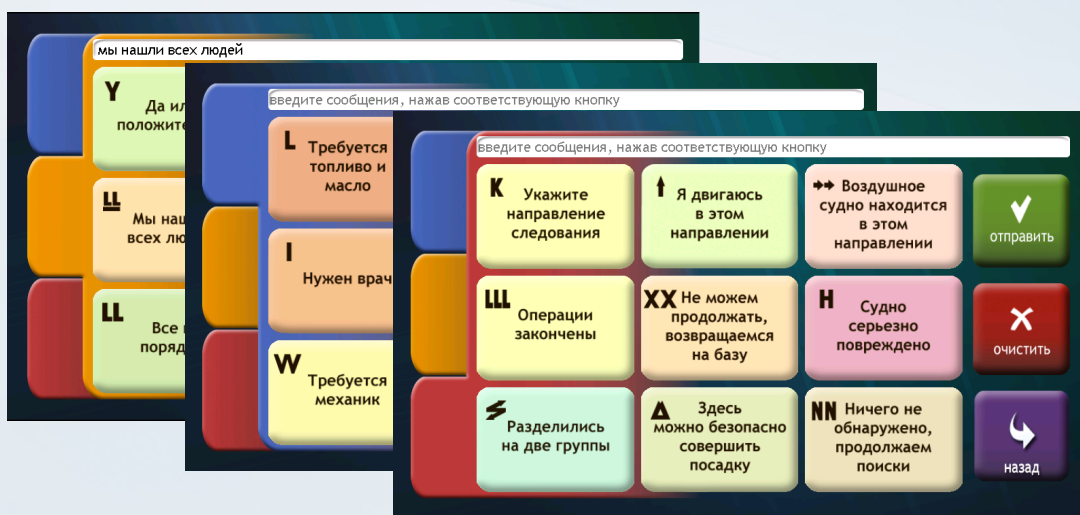 мы нашли всех людей
Y
Да ил
положите
LL
Мы наш
всех лю
LL
Все
поряд
введите сообщения, нажав соответствующую кнопку
L
Требуется
топливо и
масло
I
Нужен врач
W
Требуется
механик
введите сообщения, нажав соответствующую кнопку
K
Укажите
направление
следования
Я двигаюсь
в этом
направлении
Воздушное
судно находится
в этом
направлении
отправить
LLL
Операции
закончены
XX
Не можем
продолжать,
возвращаемся
на базу
H
Судно
серьезно
повреждено
очистить
Разделились
на две группы
Здесь
можно безопасно
совершить
посадку
NN
Ничего не
обнаружено,
продолжаем
поиски
назад